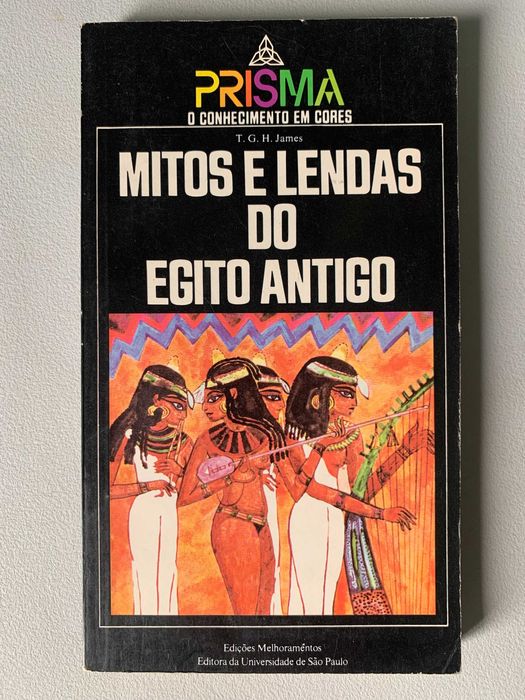 PRISMA
O CONHECIMENTO EM CORES
T. G. H. James
MITOS E LENDAS
DO
EGITO ANTIGO
Edições Melhoramentos
Editora da Universidade de São Paulo